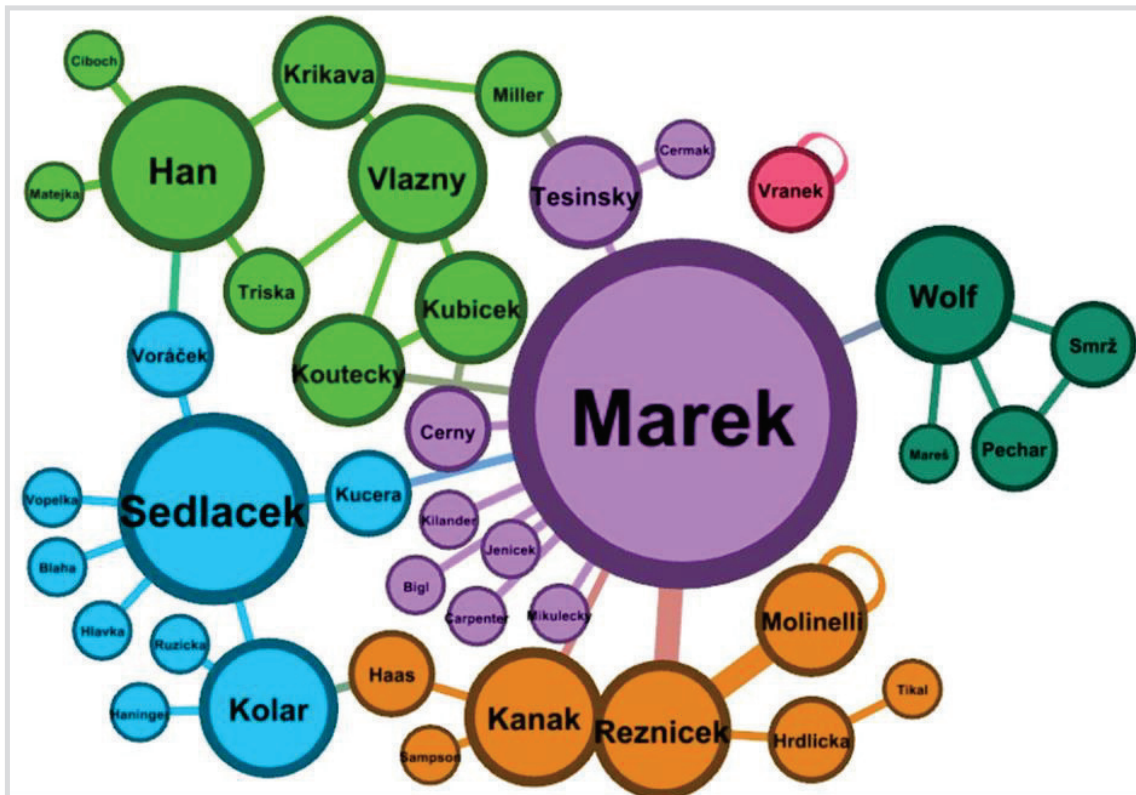 Ciboch
Krikava
Miller
Han
Vlazny
Cermak
Tesinsky
Vranek
Matejka
Triska
Kubicek
Wolf
Voráček
Koutecky
Smrž
Marek
Cerny
Mareš
Pechar
Vopelka
Sedlacek
Kucera
Kilander
Jenicek
Blaha
Bigl
Carpenter
Mikulecky
Hlavka
Ruzicka
Molinelli
Haas
Haninger
Kolar
Kanak
Reznicek
Tikal
Hrdlicka
Sampson